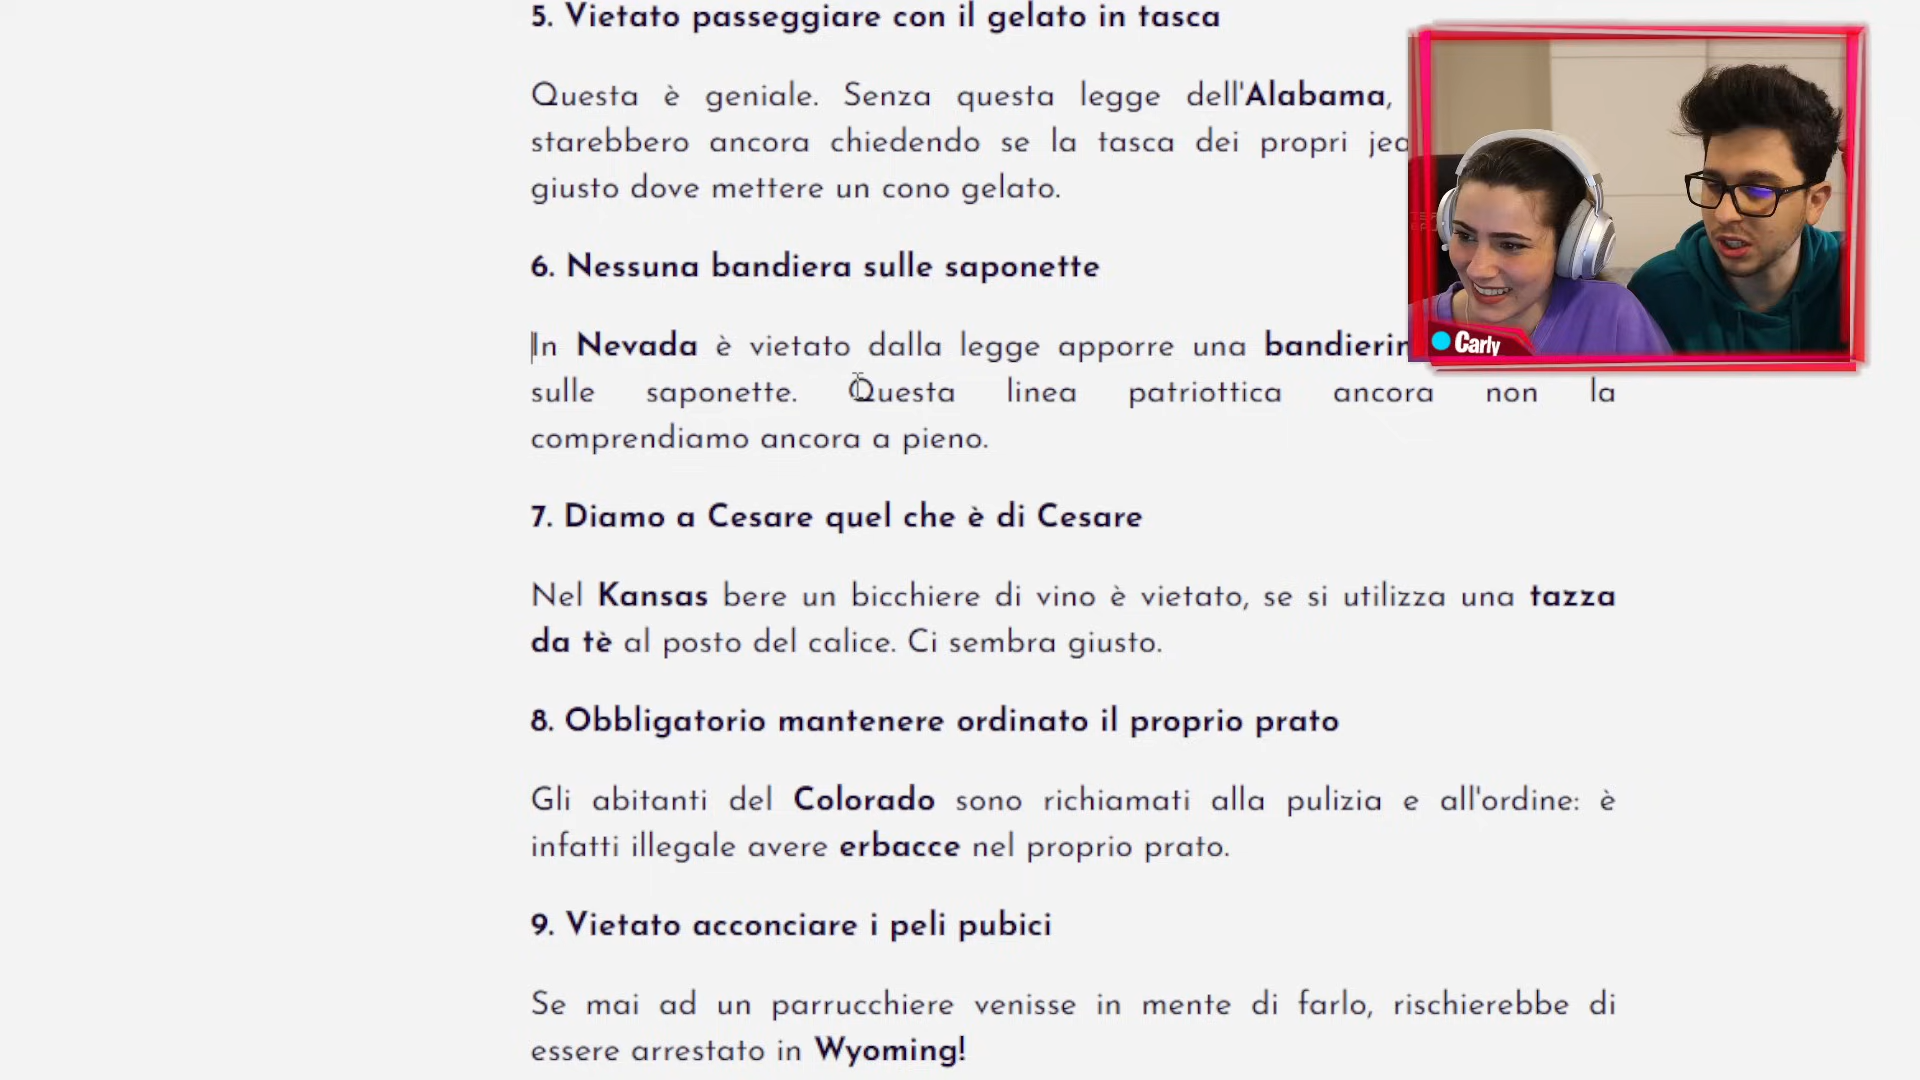 5. Vietato passeggiare con il gelato in tasca
Questa è geniale. Senza questa legge dell'Alabama,
starebbero ancora chiedendo se la tasca dei propri
giusto dove mettere un cono gelato.
6. Nessuna bandiera sulle saponette
In Nevada è vietato dalla legge apporre una
sulle saponette. Questa linea patriottica ancora non la
comprendiamo ancora a pieno.
7. Diamo a Cesare quel che è di Cesare
Nel Kansas bere un bicchiere di vino è vietato, se si utilizza una tazza
da tè al posto del calice. Ci sembra giusto.
8. Obbligatorio mantenere ordinato il proprio prato
Gli abitanti del Colorado sono richiamati alla pulizia e all'ordine: è
infatti illegale avere erbacce nel proprio prato.
9. Vietato acconciare i peli pubici
Se mai ad un parrucchiere venisse in mente di farlo, rischierebbe di
essere arrestato in Wyoming!
Carly